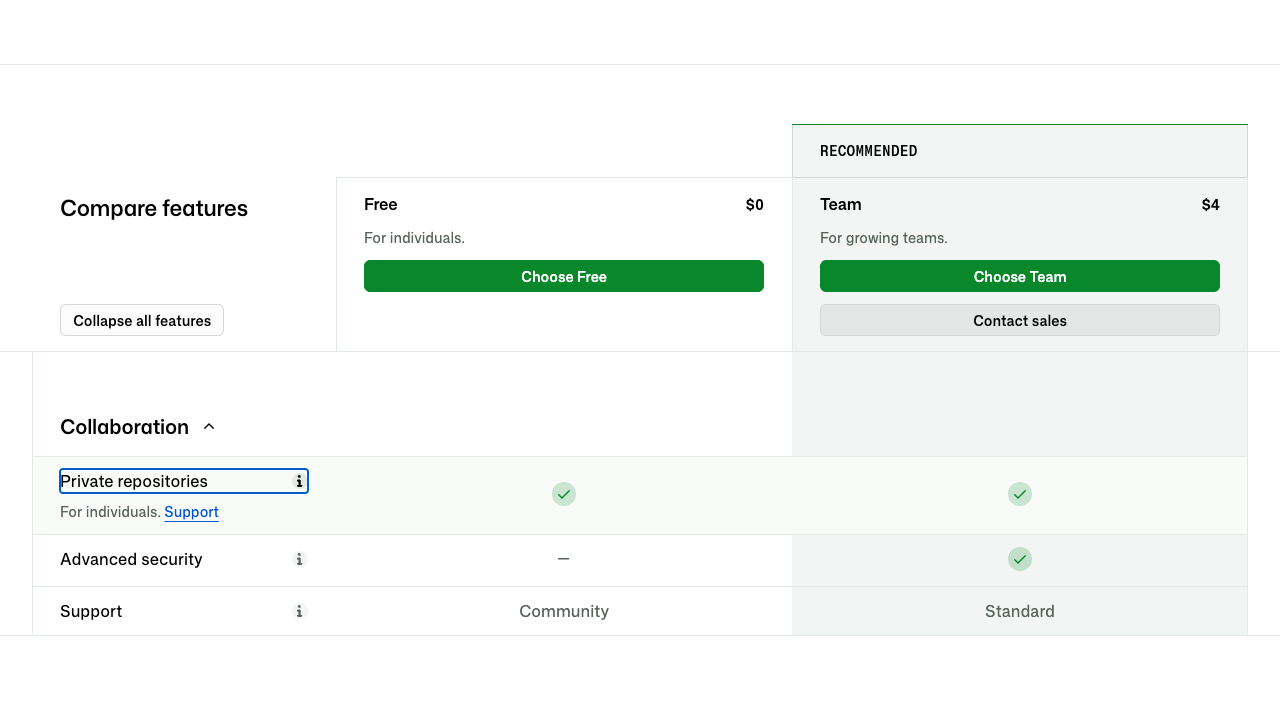 RECOMMENDED
Compare features
Free $0
For individuals.
Choose Free
Team $4
For growing teams.
Choose Team
Contact sales
Collapse all features
Collaboration
Private repositories
For individuals. Support
Advanced security
Support Community Standard